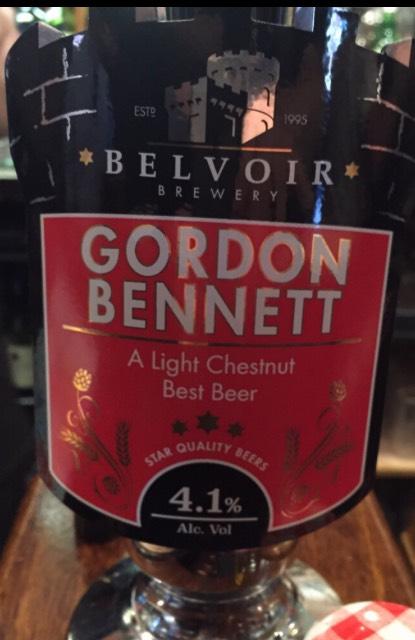 ESTD 1995
BELVOIR
BREWERY
GORDON
BENNETT
A Light Chestnut
Best Beer
STAR QUALITY BEERS
4.1%
Alc. Vol